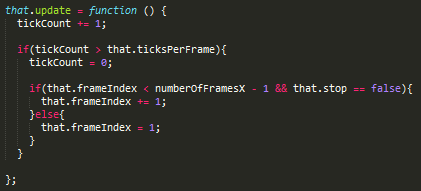 that.update = function () {
tickCount += 1;
if(tickCount > that.ticksPerFrame){
tickCount = 0;
if(that.frameIndex < numberOfFramesX - 1 && that.stop == false){
that.frameIndex += 1;
}else{
that.frameIndex = 1;
}
}
};